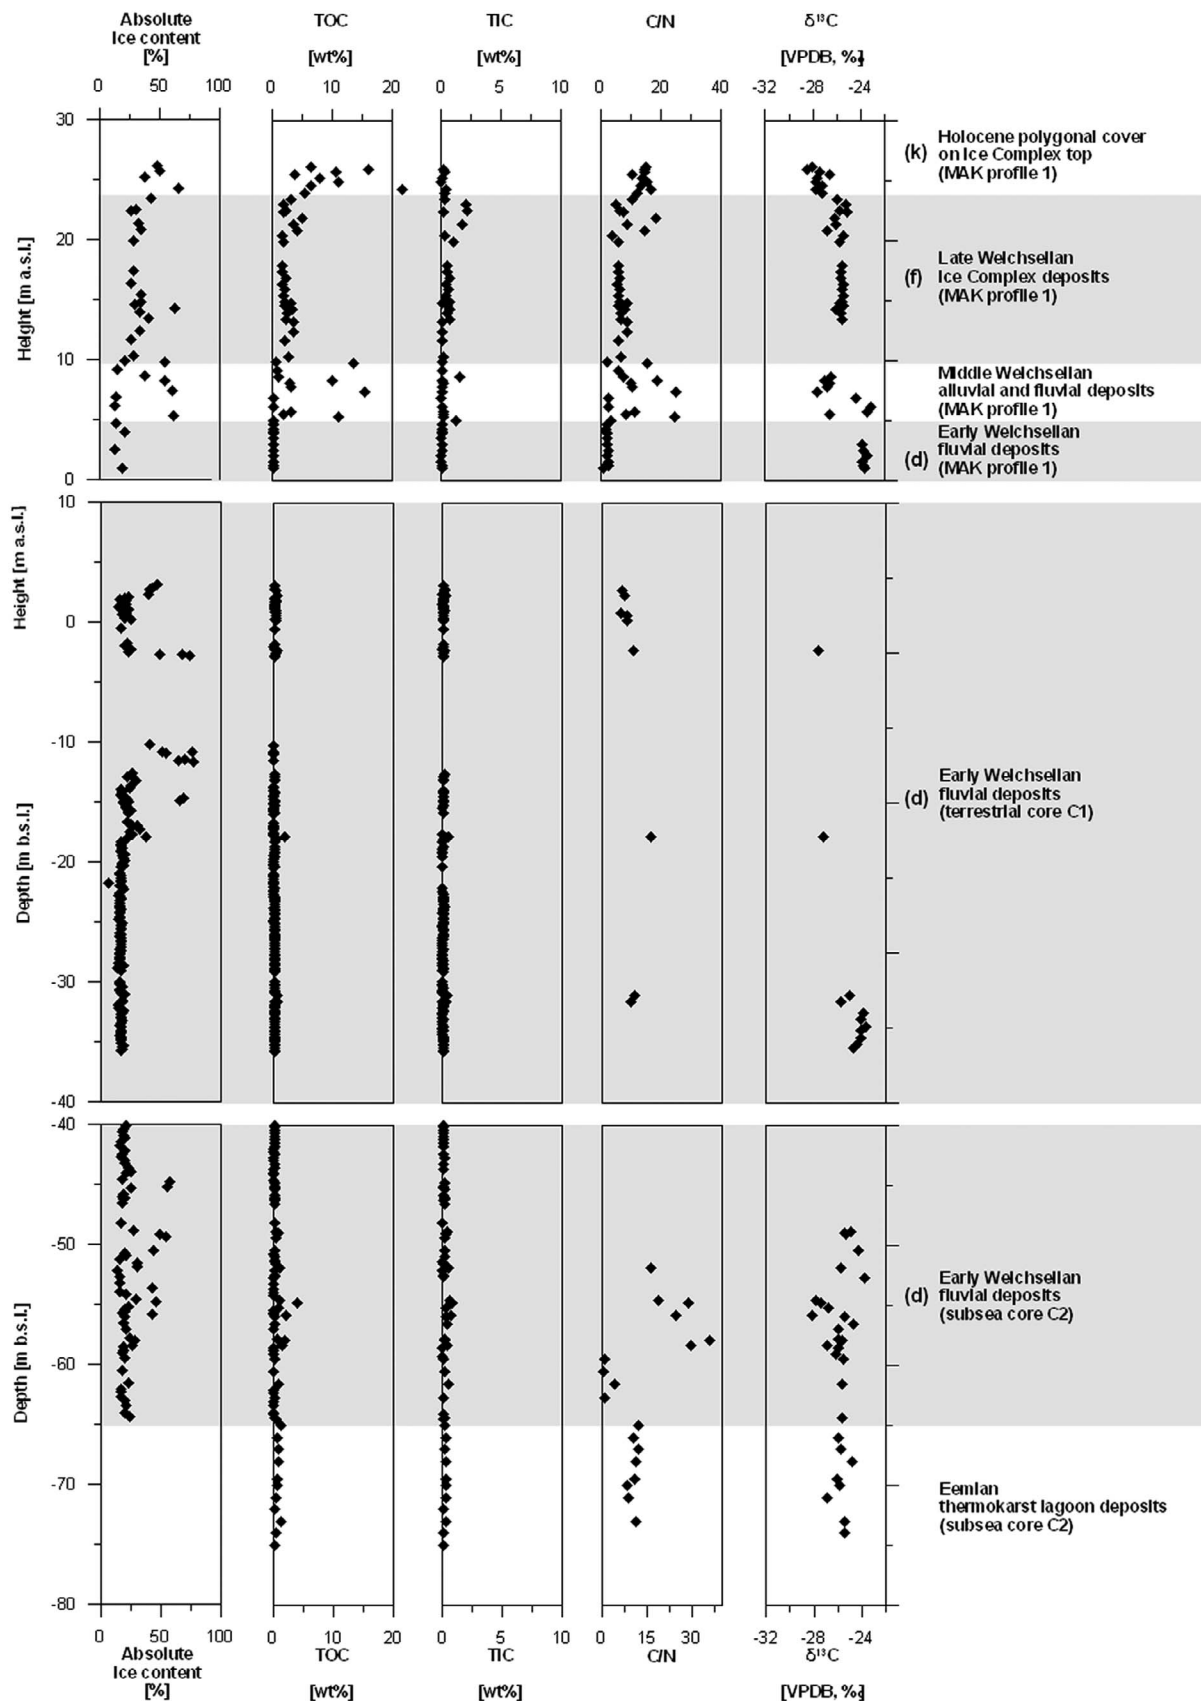 Absolute
Ice content
[%]
TOC
[wt%]
TIC
[wt%]
C/N
δ¹³C
[VPDB, ‰]
0 50 100
0 10 20
0 5 10
0 20 40
-32 -28 -24
30
20
10
0
Height [m a.s.l.]
(k) Holocene polygonal cover
on Ice Complex top
(MAK profile 1)
(f) Late Weichselian
Ice Complex deposits
(MAK profile 1)
Middle Weichselian
alluvial and fluvial deposits
(MAK profile 1)
(d) Early Weichselian
fluvial deposits
(MAK profile 1)
10
0
-10
-20
-30
-40
Height [m a.s.l.]
Depth [m b.s.l.]
(d) Early Weichselian
fluvial deposits
(terrestrial core C1)
-40
-50
-60
-70
-80
Depth [m b.s.l.]
(d) Early Weichselian
fluvial deposits
(subsea core C2)
Eemian
thermokarst lagoon deposits
(subsea core C2)
0 50 100
0 10 20
0 5 10
0 15 30
-32 -28 -24
Absolute
Ice content
[%]
TOC
[wt%]
TIC
[wt%]
C/N
δ¹³C
[VPDB, ‰]